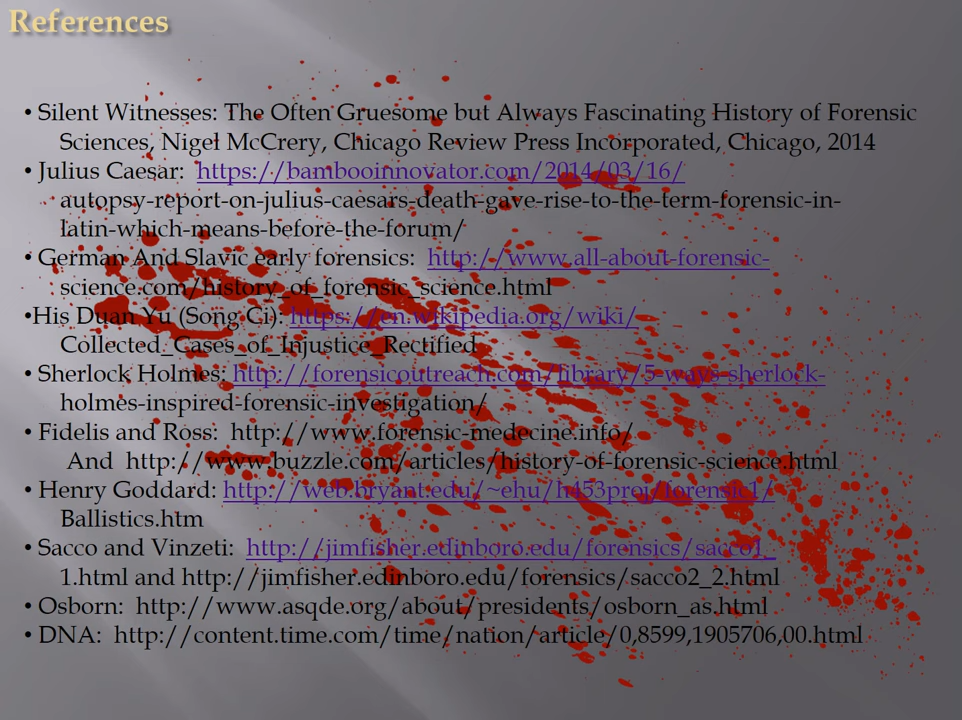 References
• Silent Witnesses: The Often Gruesome but Always Fascinating History of Forensic
Sciences, Nigel McCrery, Chicago Review Press Incorporated, Chicago, 2014
• Julius Caesar: https://bambooinnovator.com/2014/03/16/
autopsy-report-on-julius-caesars-death-gave-rise-to-the-term-forensic-in-
latin-which-means-before-the-forum/
• German And Slavic early forensics: http://www.all-about-forensic-
science.com/history_of_forensic_science.html
•His Duan Yu (Song Ci): https://en.wikipedia.org/wiki/
Collected_Cases_of_Injustice_Rectified
• Sherlock Holmes: http://forensicoutreach.com/library/5-ways-sherlock-
holmes-inspired-forensic-investigation/
• Fidelis and Ross: http://www.forensic-medecine.info/
And http://www.buzzle.com/articles/history-of-forensic-science.html
• Henry Goddard: http://web.bryant.edu/~ehu/h453proj/forensic1/
Ballistics.htm
• Sacco and Vinzeti: http://jimfisher.edinboro.edu/forensics/sacco1_
1.html and http://jimfisher.edinboro.edu/forensics/sacco2_2.html
• Osborn: http://www.asqde.org/about/presidents/osborn_as.html
• DNA: http://content.time.com/time/nation/article/0,8599,1905706,00.html